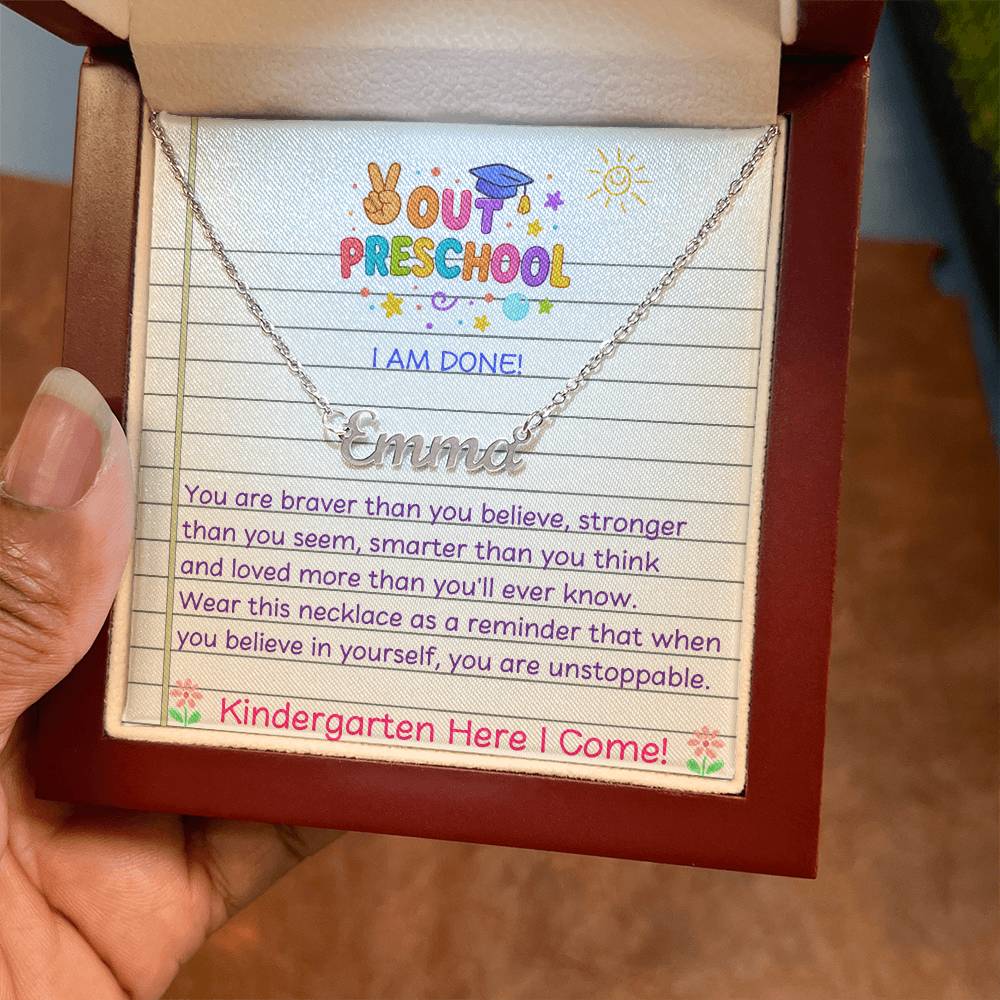 OUT
PRESCHOOL
I AM DONE!
Emma
You are braver than you believe, stronger
than you seem, smarter than you think
and loved more than you'll ever know.
Wear this necklace as a reminder that when
you believe in yourself, you are unstoppable.
Kindergarten Here I Come!